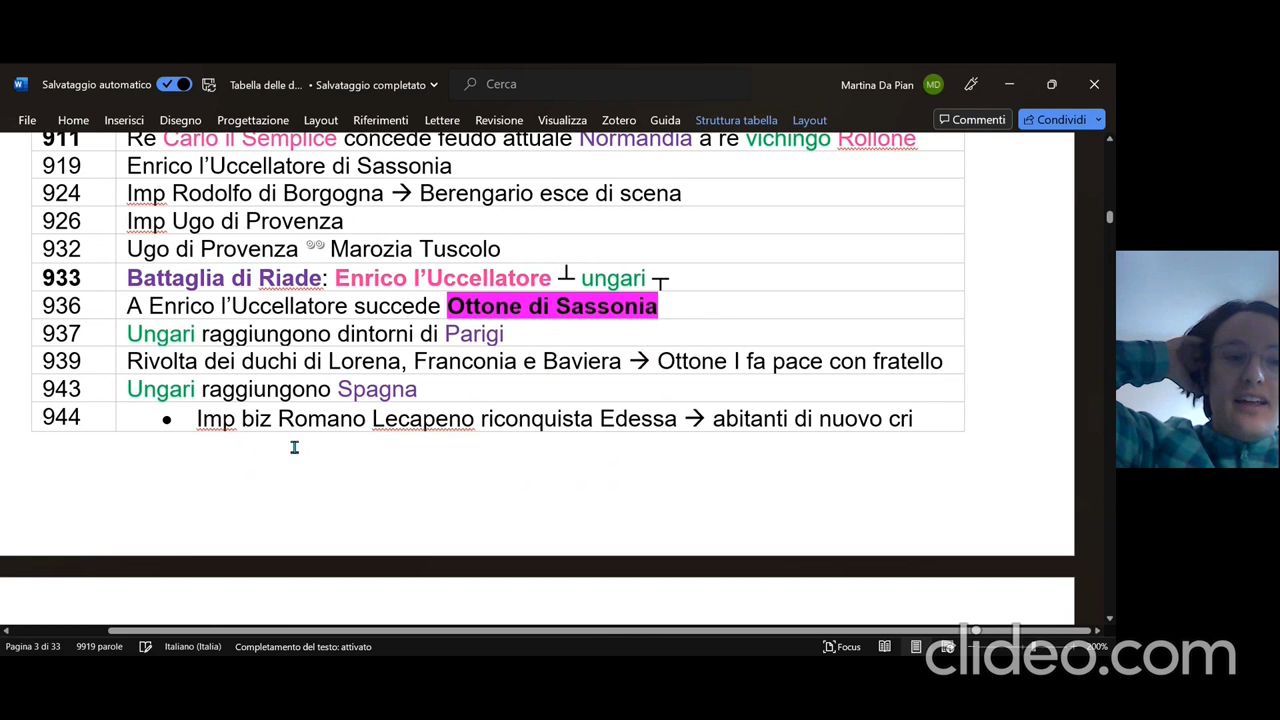 Salvataggio automatico Tabella delle d... • Salvataggio completato Cerca Martina Da Pian MD
File Home Inserisci Disegno Progettazione Layout Riferimenti Lettere Revisione Visualizza Zotero Guida Struttura tabella Layout Commenti Condividi
911 Re Carlo il Semplice concede feudo attuale Normandia a re vichingo Rollone
919 Enrico l’Uccellatore di Sassonia
924 Imp Rodolfo di Borgogna → Berengario esce di scena
926 Imp Ugo di Provenza
932 Ugo di Provenza Marozia Tuscolo
933 Battaglia di Riade: Enrico l’Uccellatore ┴ ungari ┬
936 A Enrico l’Uccellatore succede Ottone di Sassonia
937 Ungari raggiungono dintorni di Parigi
939 Rivolta dei duchi di Lorena, Franconia e Baviera → Ottone I fa pace con fratello
943 Ungari raggiungono Spagna
944 • Imp biz Romano Lecapeno riconquista Edessa → abitanti di nuovo cri
Pagina 3 di 33 9919 parole Italiano (Italia) Completamento del testo: attivato Focus 200%
clideo.com